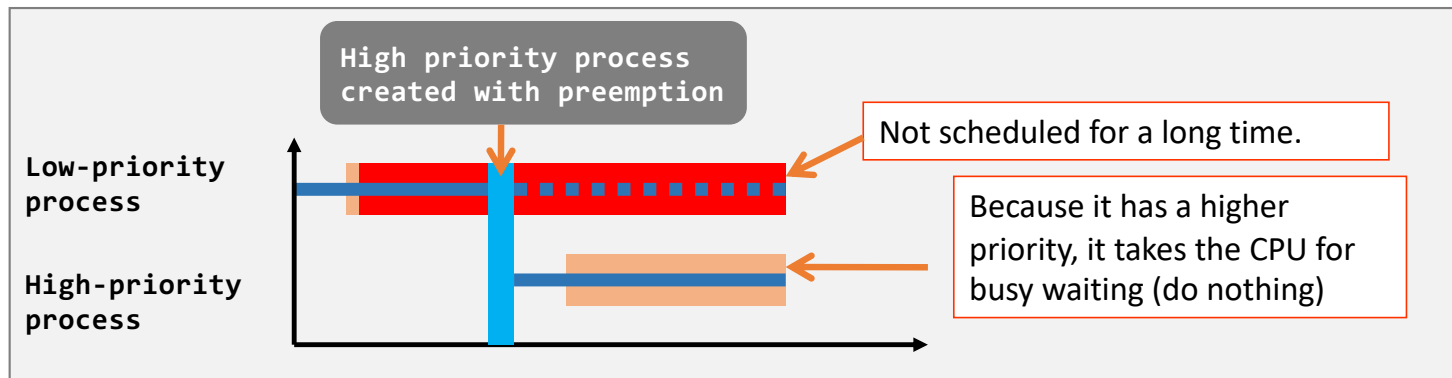 High priority process
created with preemption
Not scheduled for a long time.
Low-priority
process
Because it has a higher
priority, it takes the CPU for
busy waiting (do nothing)
High-priority
process